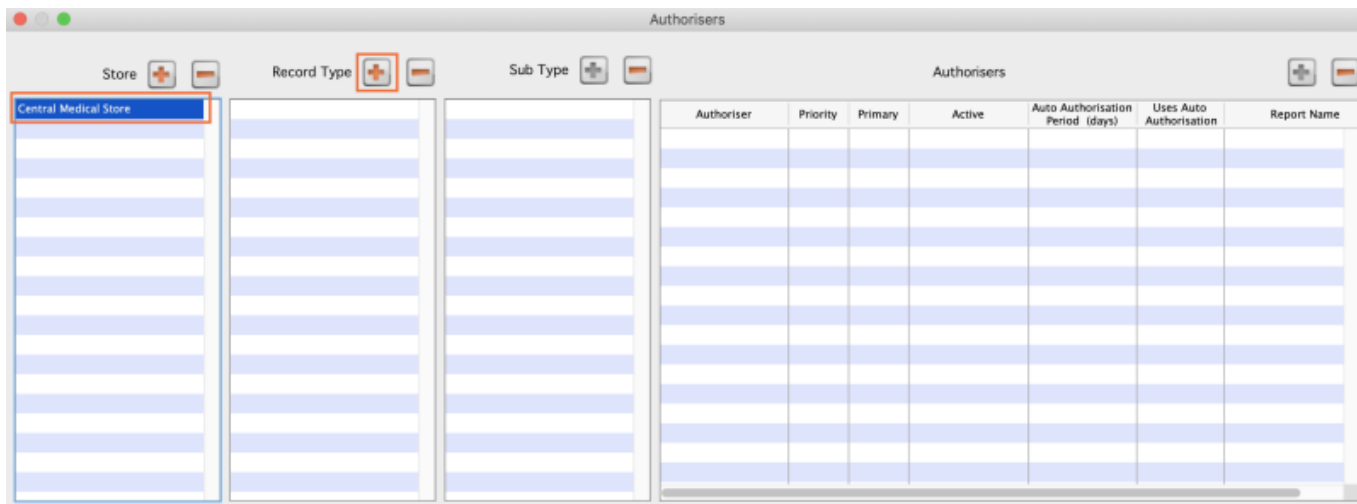 Authorisers
Store
Record Type
Sub Type
Authorisers
Central Medical Store
Authoriser
Priority
Primary
Active
Auto Authorisation
Period (days)
Uses Auto
Authorisation
Report Name